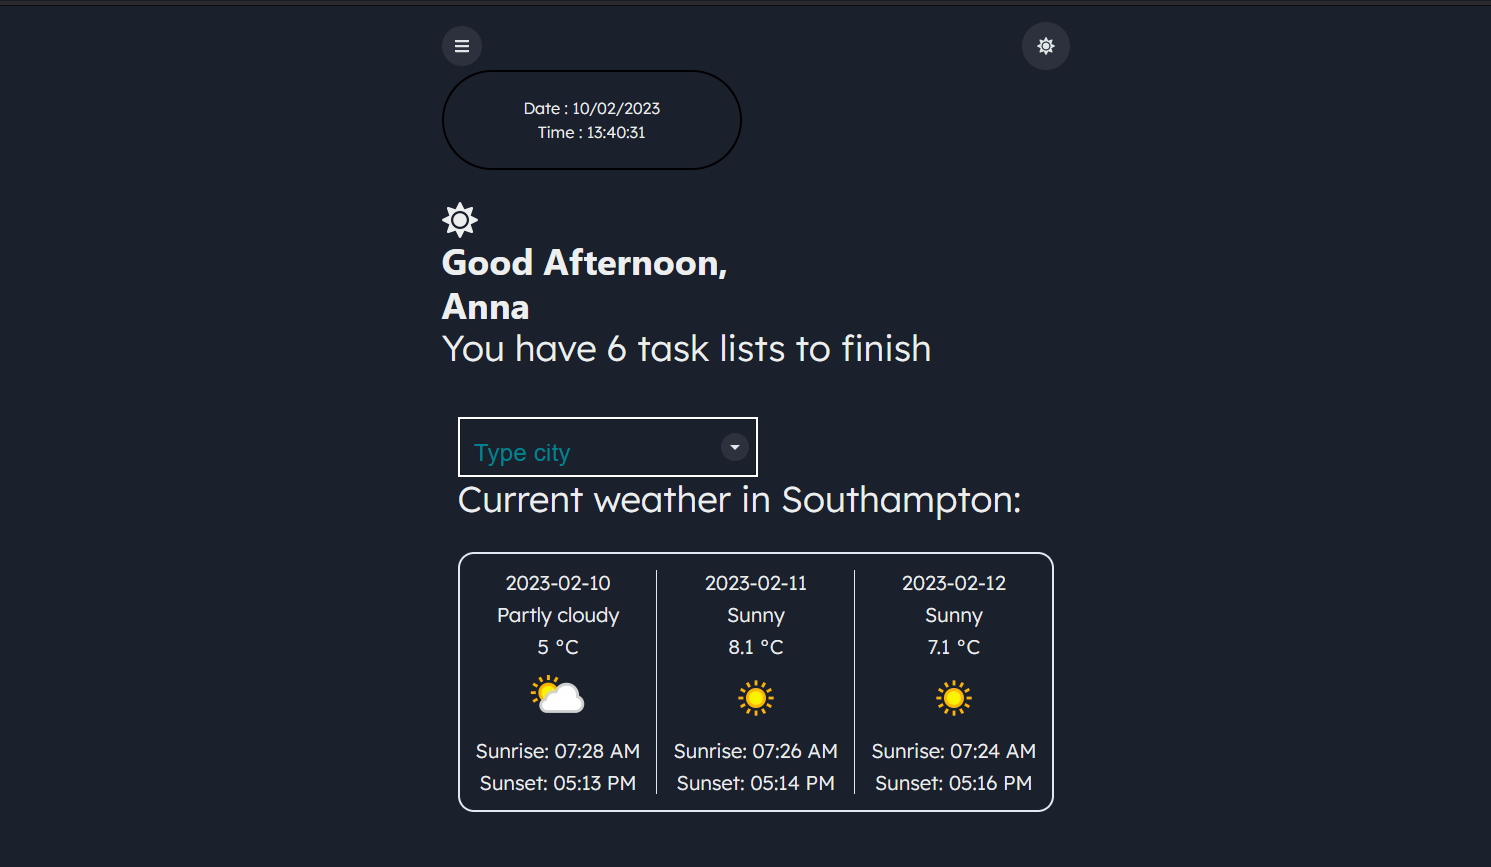 Date : 10/02/2023
Time : 13:40:31
Good Afternoon,
Anna
You have 6 task lists to finish
Type city
Current weather in Southampton:
2023-02-10
Partly cloudy
5 °C
Sunrise: 07:28 AM
Sunset: 05:13 PM
2023-02-11
Sunny
8.1 °C
Sunrise: 07:26 AM
Sunset: 05:14 PM
2023-02-12
Sunny
7.1 °C
Sunrise: 07:24 AM
Sunset: 05:16 PM